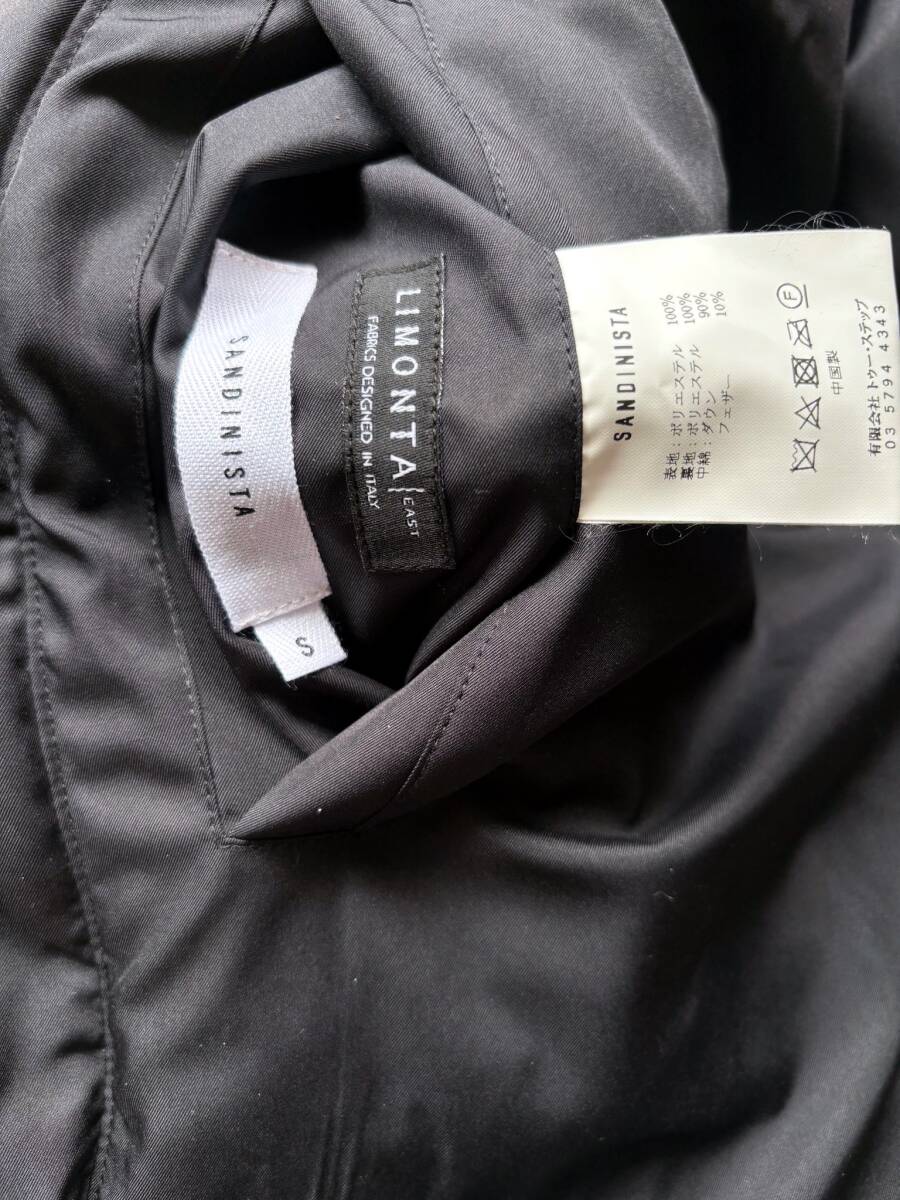 SANDINISTA
S
LIMONTA EAST
FABRICS DESIGNED IN ITALY
SANDINISTA
表地：ポリエステル 100%
裏地：ポリエステル 100%
中綿：ダウン 90%
フェザー 10%
F
中国製
有限会社トゥー・ステップ
03 5794 4343